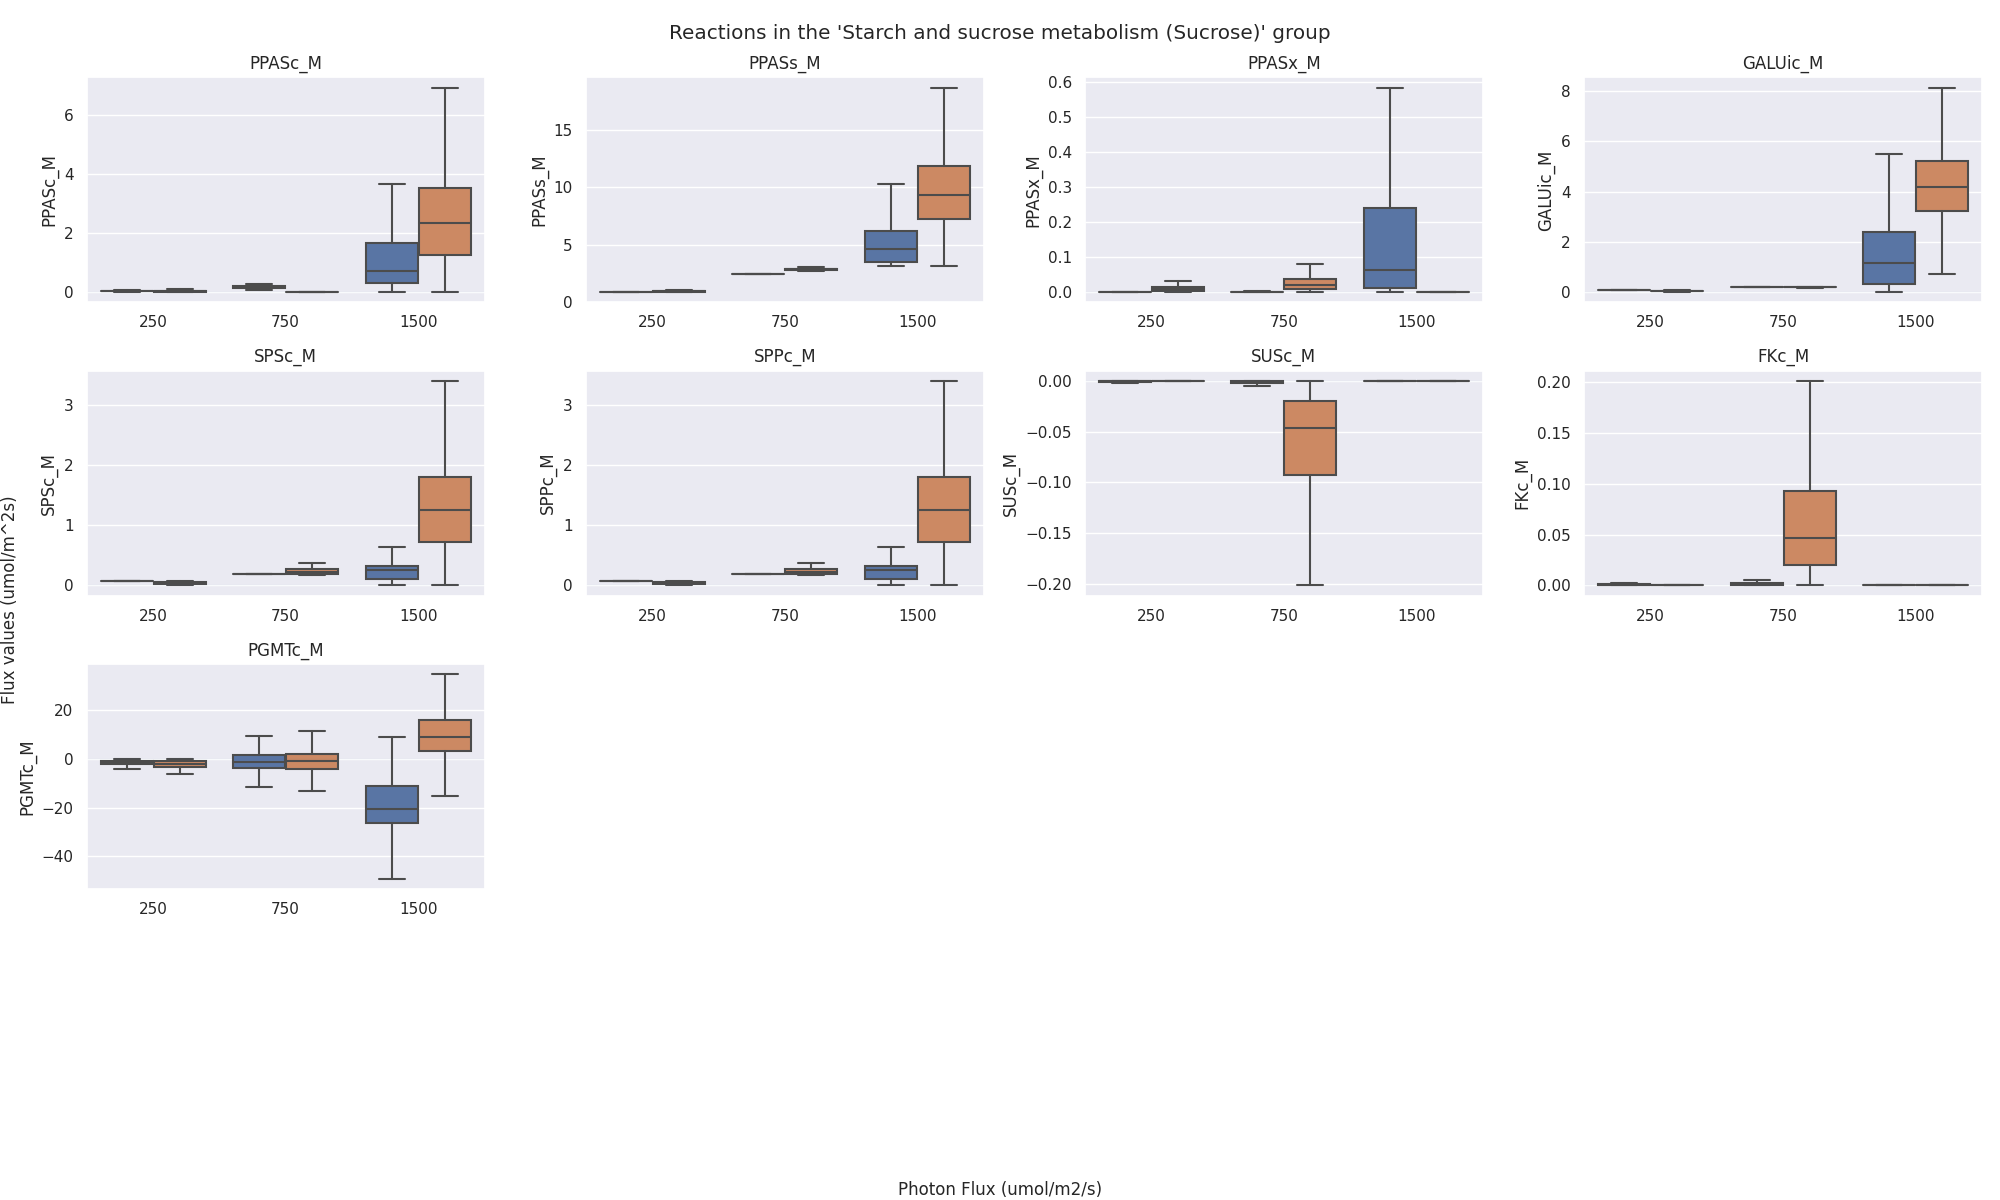 Reactions in the 'Starch and sucrose metabolism (Sucrose)' group
PPASc_M
PPASs_M
PPASx_M
GALUic_M
PPASc_M
6
4
2
0
250 750 1500
PPASs_M
15
10
5
0
250 750 1500
PPASx_M
0.6
0.5
0.4
0.3
0.2
0.1
0.0
250 750 1500
GALUic_M
8
6
4
2
0
250 750 1500
SPSc_M
SPPc_M
SUSc_M
FKc_M
SPSc_M
3
2
1
0
250 750 1500
SPPc_M
3
2
1
0
250 750 1500
SUSc_M
0.00
−0.05
−0.10
−0.15
−0.20
250 750 1500
FKc_M
0.20
0.15
0.10
0.05
0.00
250 750 1500
PGMTc_M
PGMTc_M
20
0
−20
−40
250 750 1500
Flux values (umol/m^2s)
Photon Flux (umol/m2/s)